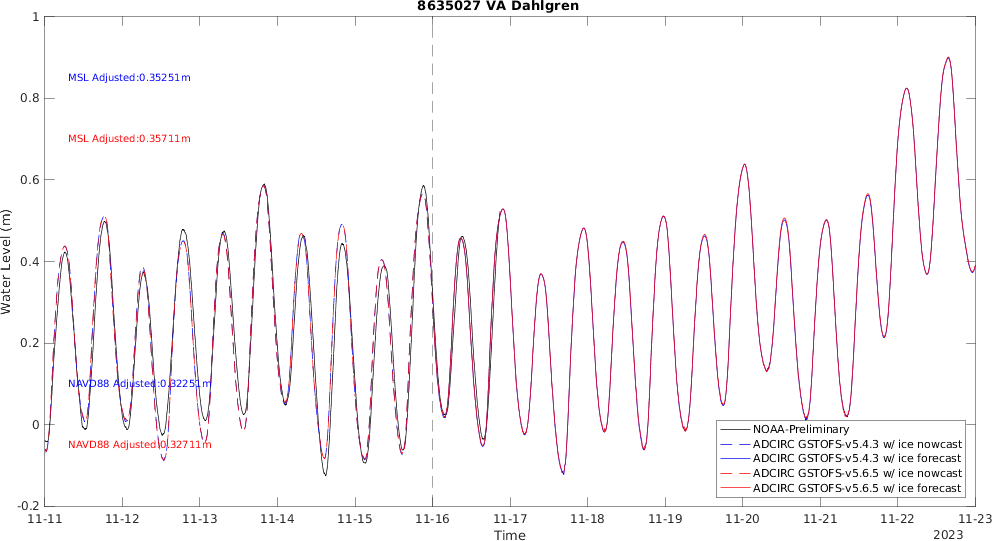 8635027 VA Dahlgren
1
MSL Adjusted:0.35251m
0.8
MSL Adjusted:0.35711m
0.6
Water Level (m)
0.4
0.2
NAVD88 Adjusted:0.32251m
0
NAVD88 Adjusted:0.32711m
NOAA-Preliminary
ADCIRC GSTOFS-v5.4.3 w/ ice nowcast
ADCIRC GSTOFS-v5.4.3 w/ ice forecast
ADCIRC GSTOFS-v5.6.5 w/ ice nowcast
ADCIRC GSTOFS-v5.6.5 w/ ice forecast
-0.2
11-11 11-12 11-13 11-14 11-15 11-16 11-17 11-18 11-19 11-20 11-21 11-22 11-23
Time
2023